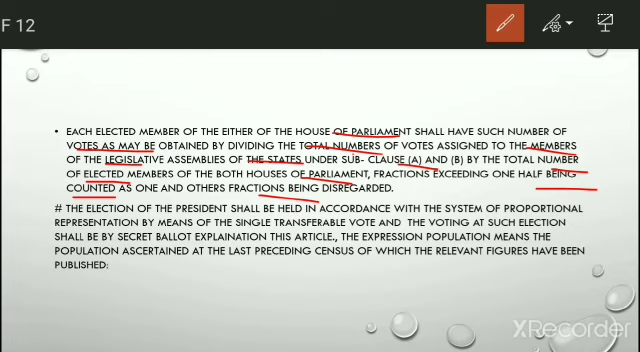 F 12
• EACH ELECTED MEMBER OF THE EITHER OF THE HOUSE OF PARLIAMENT SHALL HAVE SUCH NUMBER OF
VOTES AS MAY BE OBTAINED BY DIVIDING THE TOTAL NUMBERS OF VOTES ASSIGNED TO THE MEMBERS
OF THE LEGISLATIVE ASSEMBLIES OF THE STATES UNDER SUB- CLAUSE (A) AND (B) BY THE TOTAL NUMBER
OF ELECTED MEMBERS OF THE BOTH HOUSES OF PARLIAMENT, FRACTIONS EXCEEDING ONE HALF BEING
COUNTED AS ONE AND OTHERS FRACTIONS BEING DISREGARDED.
# THE ELECTION OF THE PRESIDENT SHALL BE HELD IN ACCORDANCE WITH THE SYSTEM OF PROPORTIONAL
REPRESENTATION BY MEANS OF THE SINGLE TRANSFERABLE VOTE AND THE VOTING AT SUCH ELECTION
SHALL BE BY SECRET BALLOT EXPLAINATION THIS ARTICLE., THE EXPRESSION POPULATION MEANS THE
POPULATION ASCERTAINED AT THE LAST PRECEDING CENSUS OF WHICH THE RELEVANT FIGURES HAVE BEEN
PUBLISHED:
XRecorder